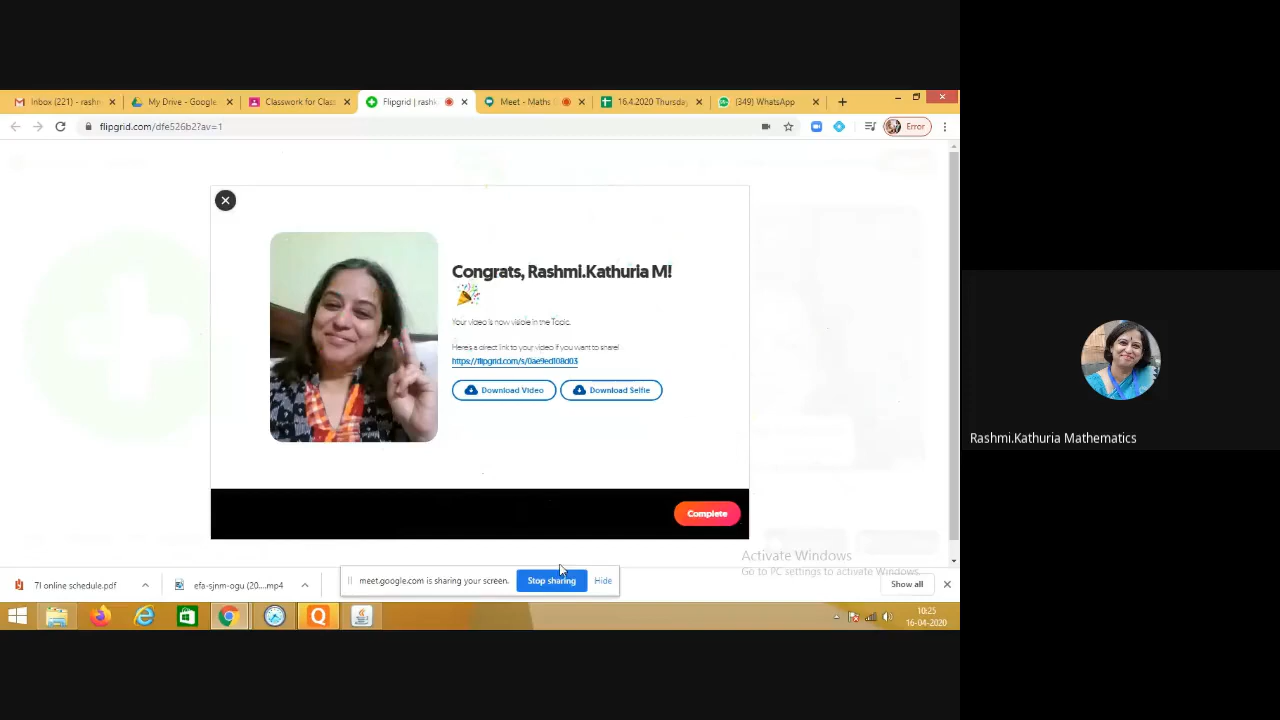 Inbox (221) - rashm
My Drive - Google
Classwork for Class
Flipgrid | rashi
Meet - Maths
16.4.2020 Thursday
(349) WhatsApp
flipgrid.com/dfe526b2?av=1
Error
Congrats, Rashmi.Kathuria M!
Your video is now visible in the Topic.
Here's a direct link to your video if you want to share!
https://flipgrid.com/s/0ae9ed108d03
Download Video
Download Selfie
Rashmi.Kathuria Mathematics
Complete
Activate Windows
Go to PC settings to activate Windows.
7I online schedule.pdf
efa-sjnm-ogu (20....mp4
meet.google.com is sharing your screen.
Stop sharing
Hide
Show all
10:25
16-04-2020